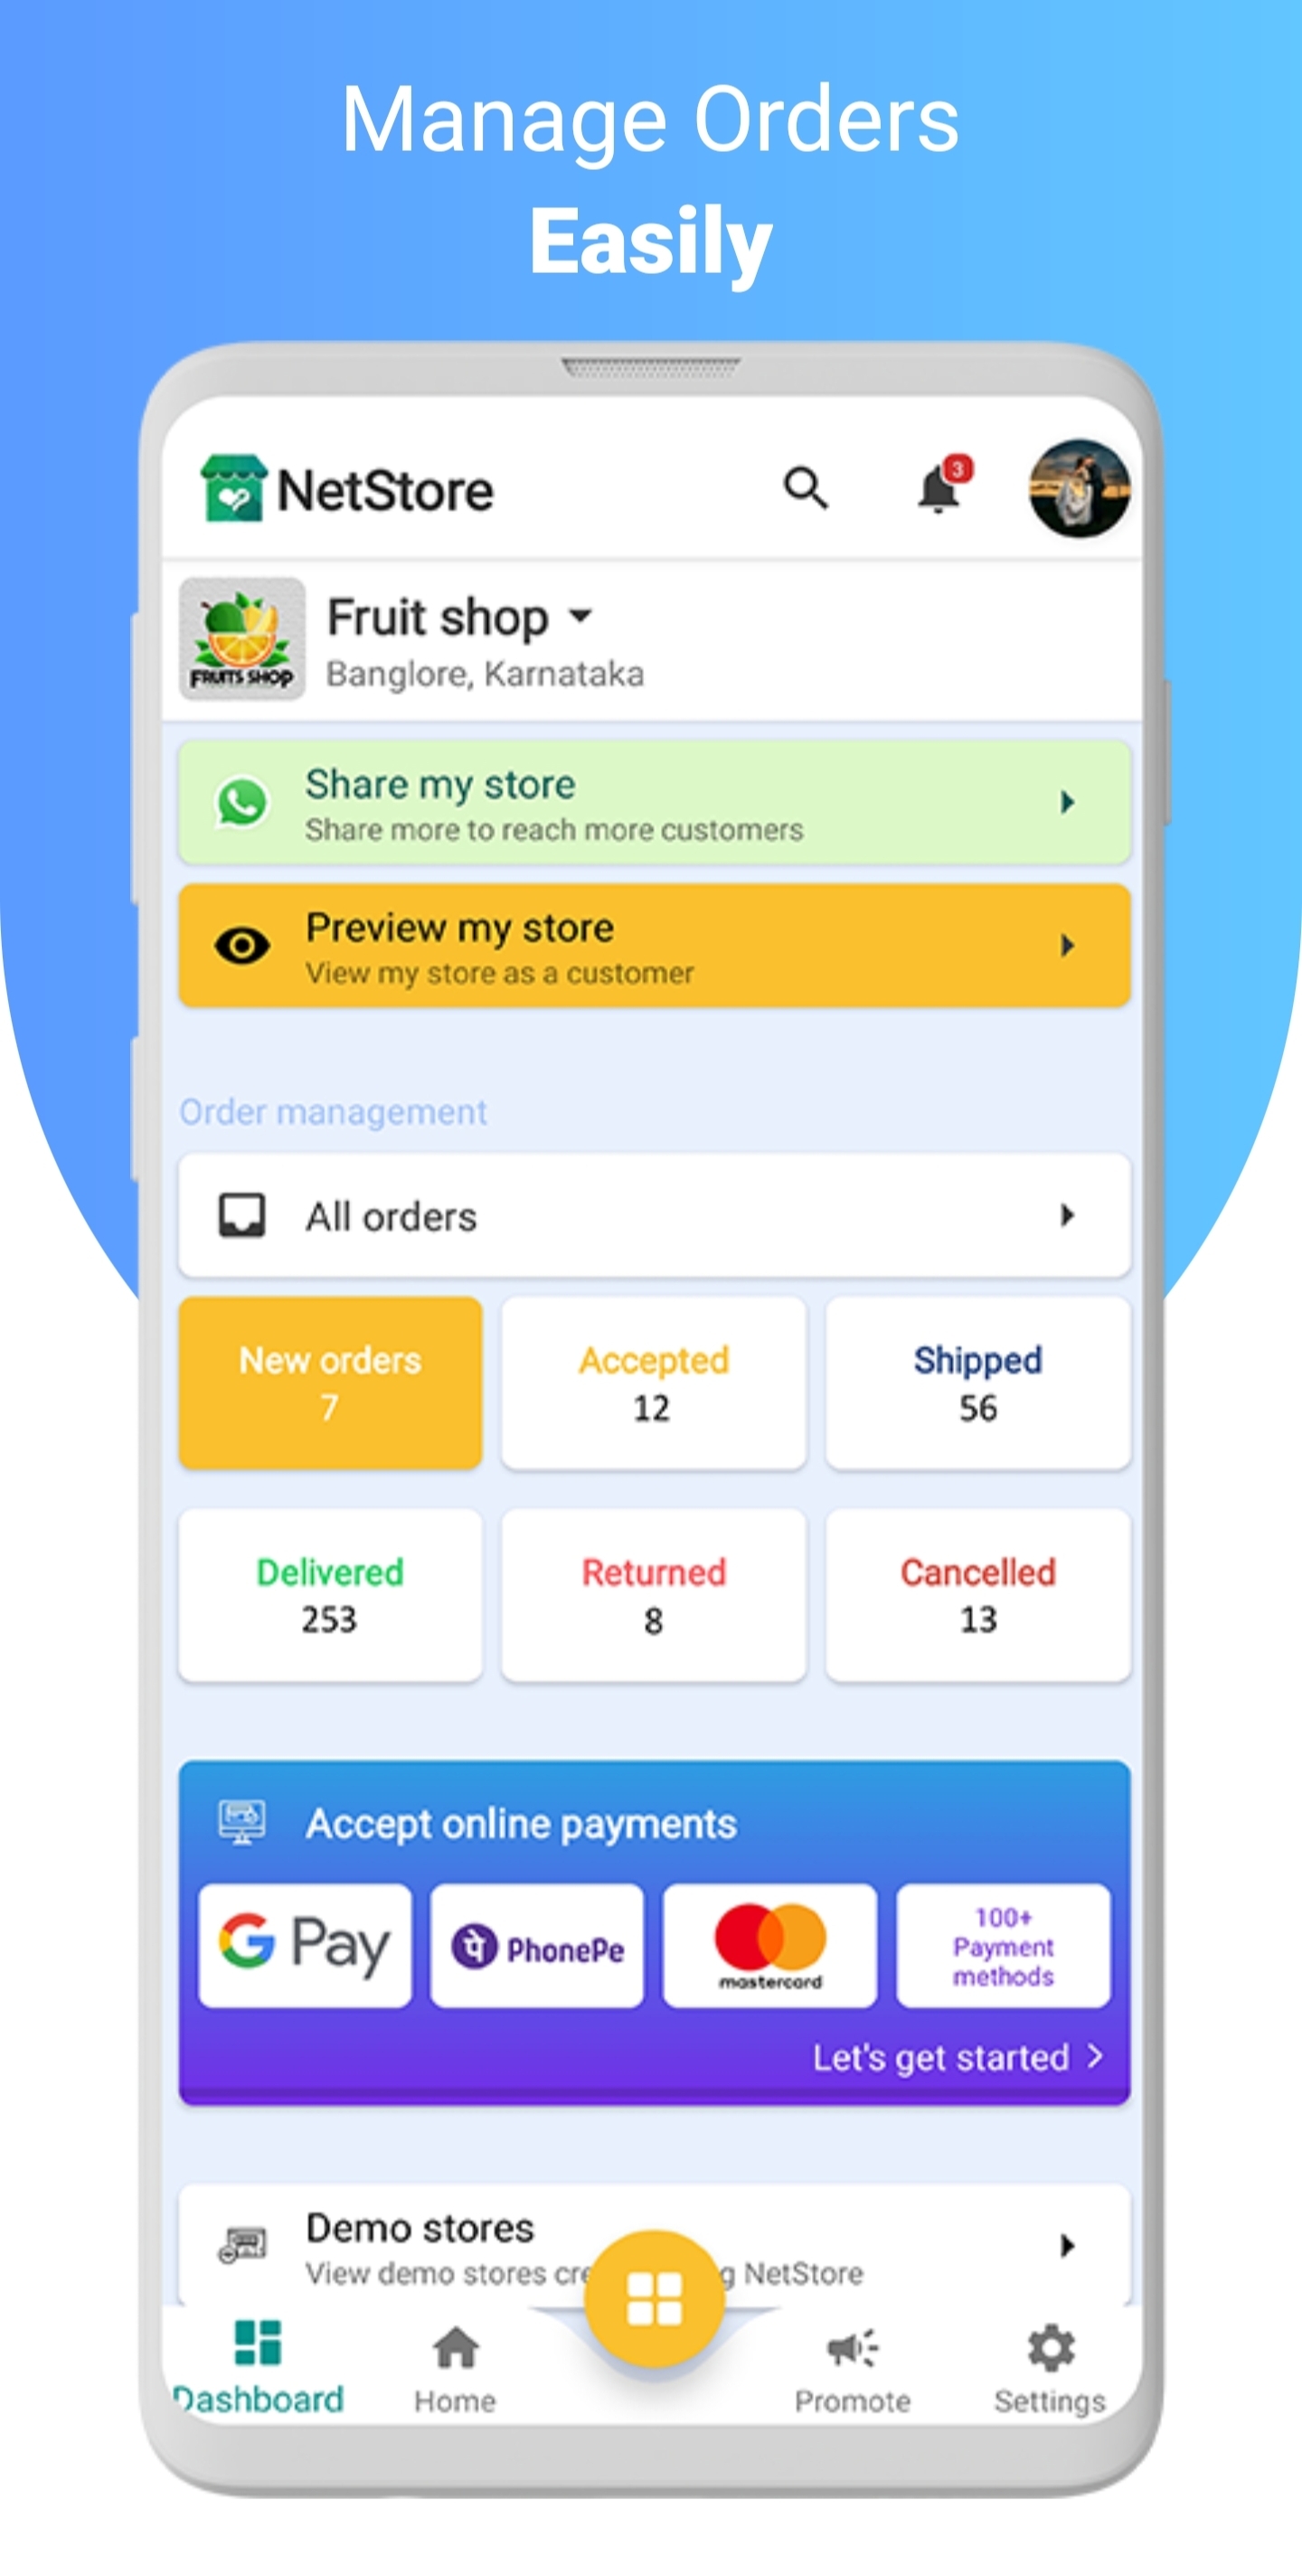 Manage Orders
Easily
NetStore
3
FRUITS SHOP
Fruit shop
Banglore, Karnataka
Share my store
Share more to reach more customers
Preview my store
View my store as a customer
Order management
All orders
New orders
7
Accepted
12
Shipped
56
Delivered
253
Returned
8
Cancelled
13
Accept online payments
G Pay
पे PhonePe
mastercard
100+
Payment
methods
Let's get started
Demo stores
View demo stores cre g NetStore
Dashboard
Home
Promote
Settings